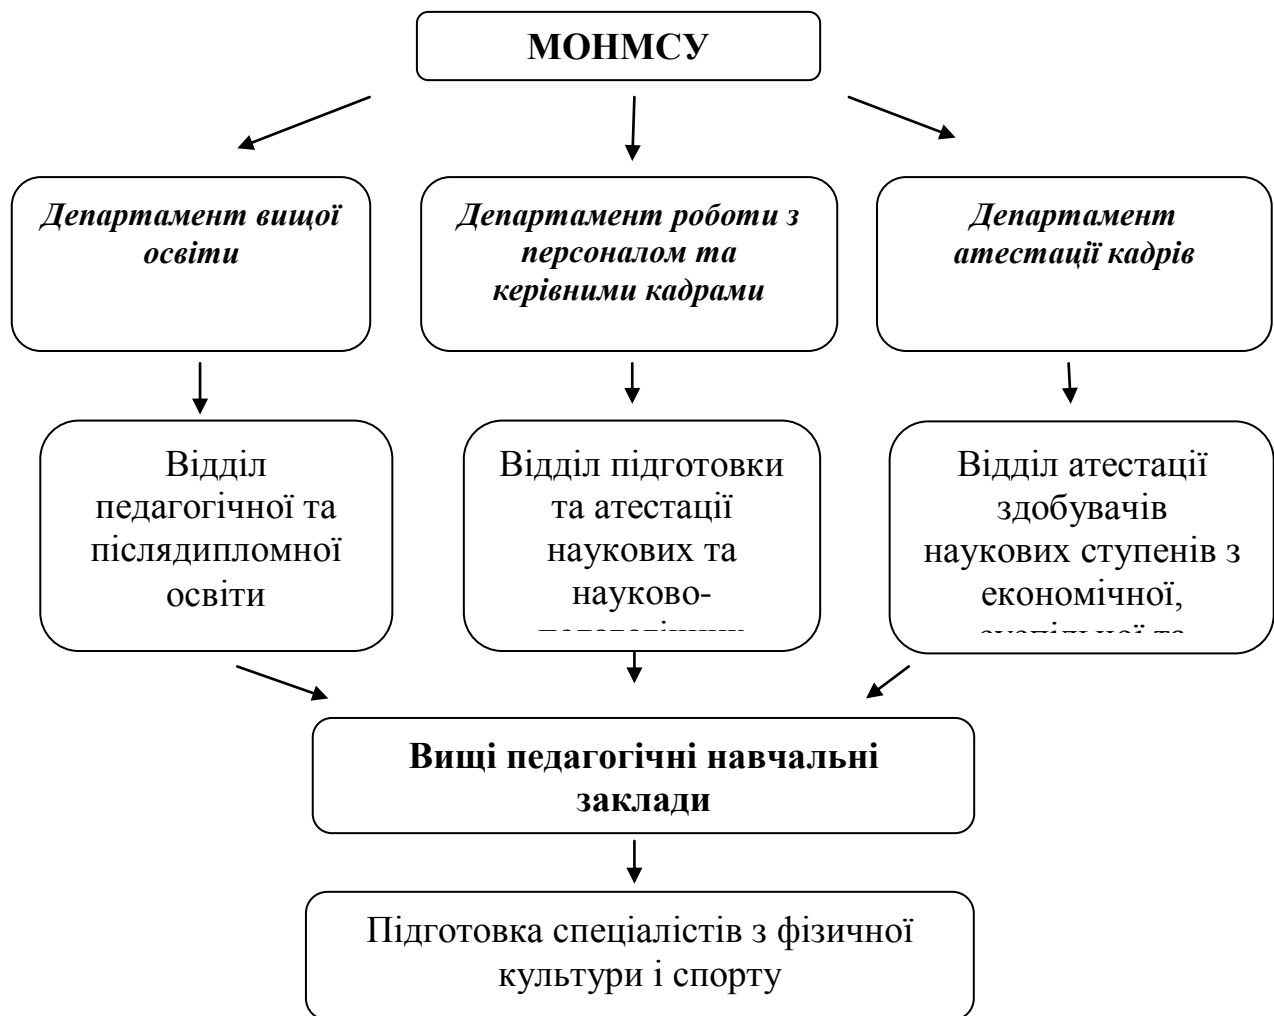 МОНМСУ
Департамент вищої
освіти
Департамент роботи з
персоналом та
керівними кадрами
Департамент
атестації кадрів
Відділ
педагогічної та
післядипломної
освіти
Відділ підготовки
та атестації
наукових та
науково-
Відділ атестації
здобувачів
наукових ступенів з
економічної,
Вищі педагогічні навчальні
заклади
Підготовка спеціалістів з фізичної
культури і спорту